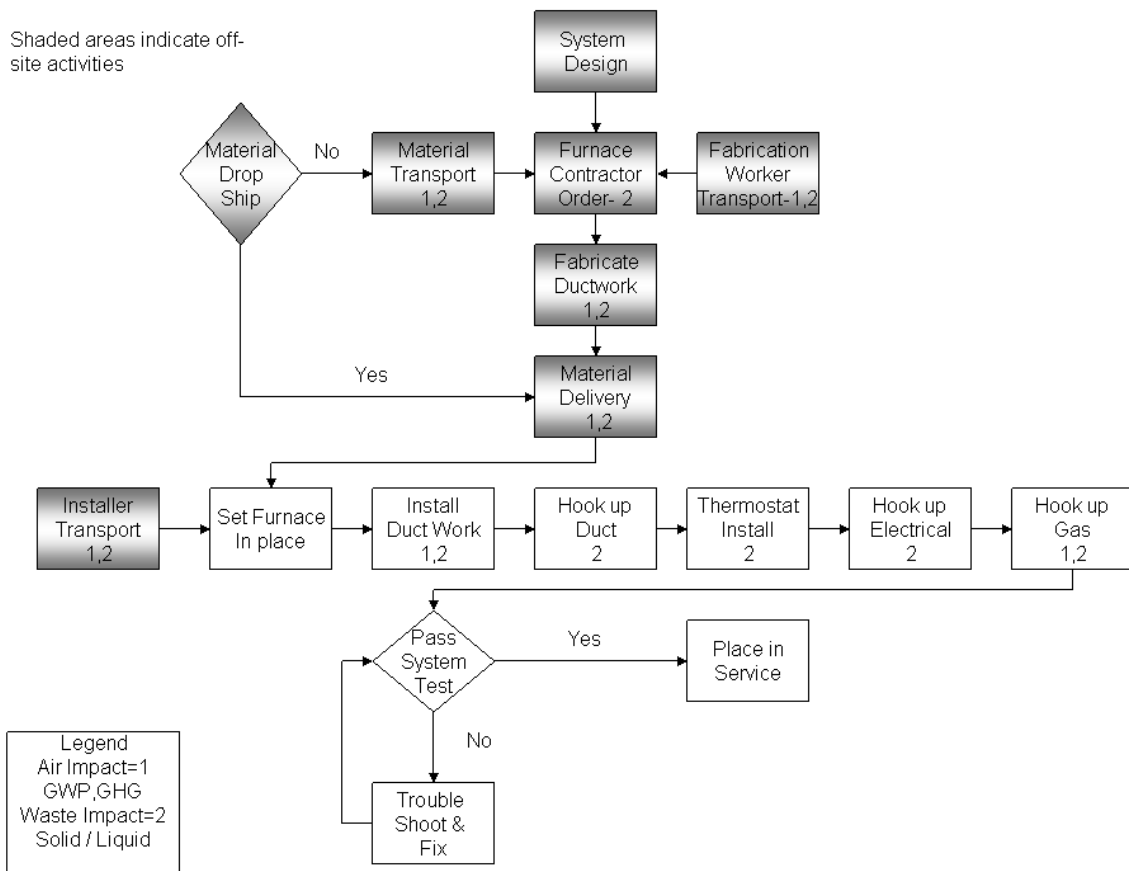 Shaded areas indicate off-
site activities
System
Design
Material
Drop
Ship
No
Material
Transport
1,2
Furnace
Contractor
Order- 2
Fabrication
Worker
Transport-1,2
Fabricate
Ductwork
1,2
Yes
Material
Delivery
1,2
Installer
Transport
1,2
Set Furnace
In place
Install
Duct Work
1,2
Hook up
Duct
2
Thermostat
Install
2
Hook up
Electrical
2
Hook up
Gas
1,2
Pass
System
Test
Yes
Place in
Service
No
Trouble
Shoot &
Fix
Legend
Air Impact=1
GWP,GHG
Waste Impact=2
Solid / Liquid